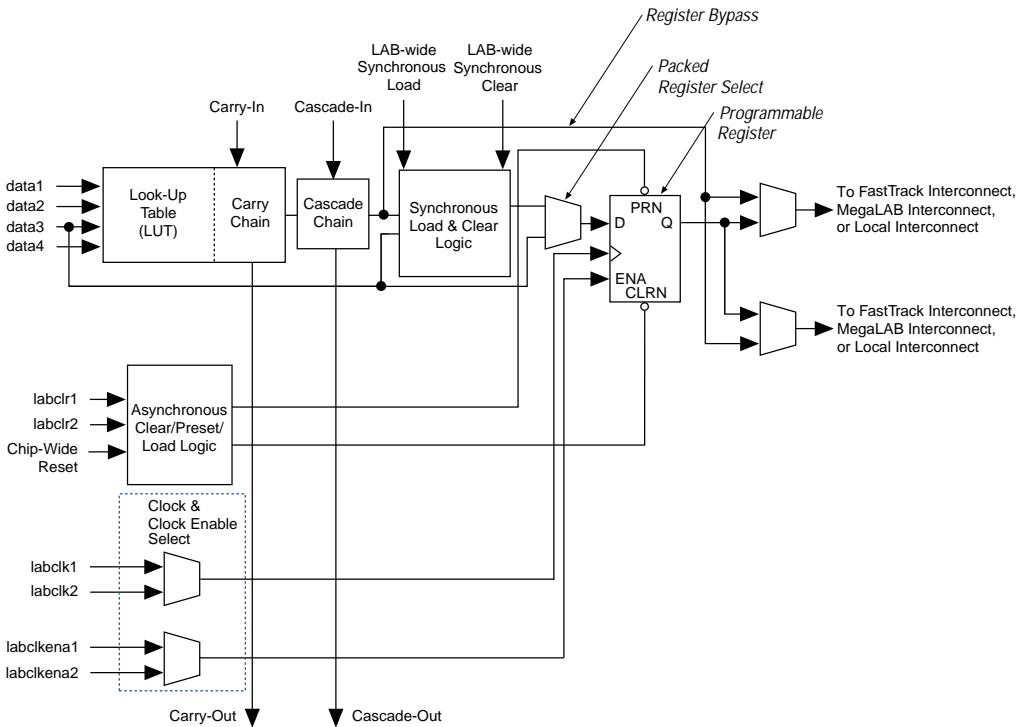 Register Bypass
LAB-wide
Synchronous
Load
LAB-wide
Synchronous
Clear
Packed
Register Select
Programmable
Register
Carry-In
Cascade-In
data1
data2
data3
data4
Look-Up
Table
(LUT)
Carry
Chain
Cascade
Chain
Synchronous
Load & Clear
Logic
PRN
D
Q
ENA
CLRN
To FastTrack Interconnect,
MegaLAB Interconnect,
or Local Interconnect
To FastTrack Interconnect,
MegaLAB Interconnect,
or Local Interconnect
labclr1
labclr2
Chip-Wide
Reset
Asynchronous
Clear/Preset/
Load Logic
Clock &
Clock Enable
Select
labclk1
labclk2
labclkena1
labclkena2
Carry-Out
Cascade-Out